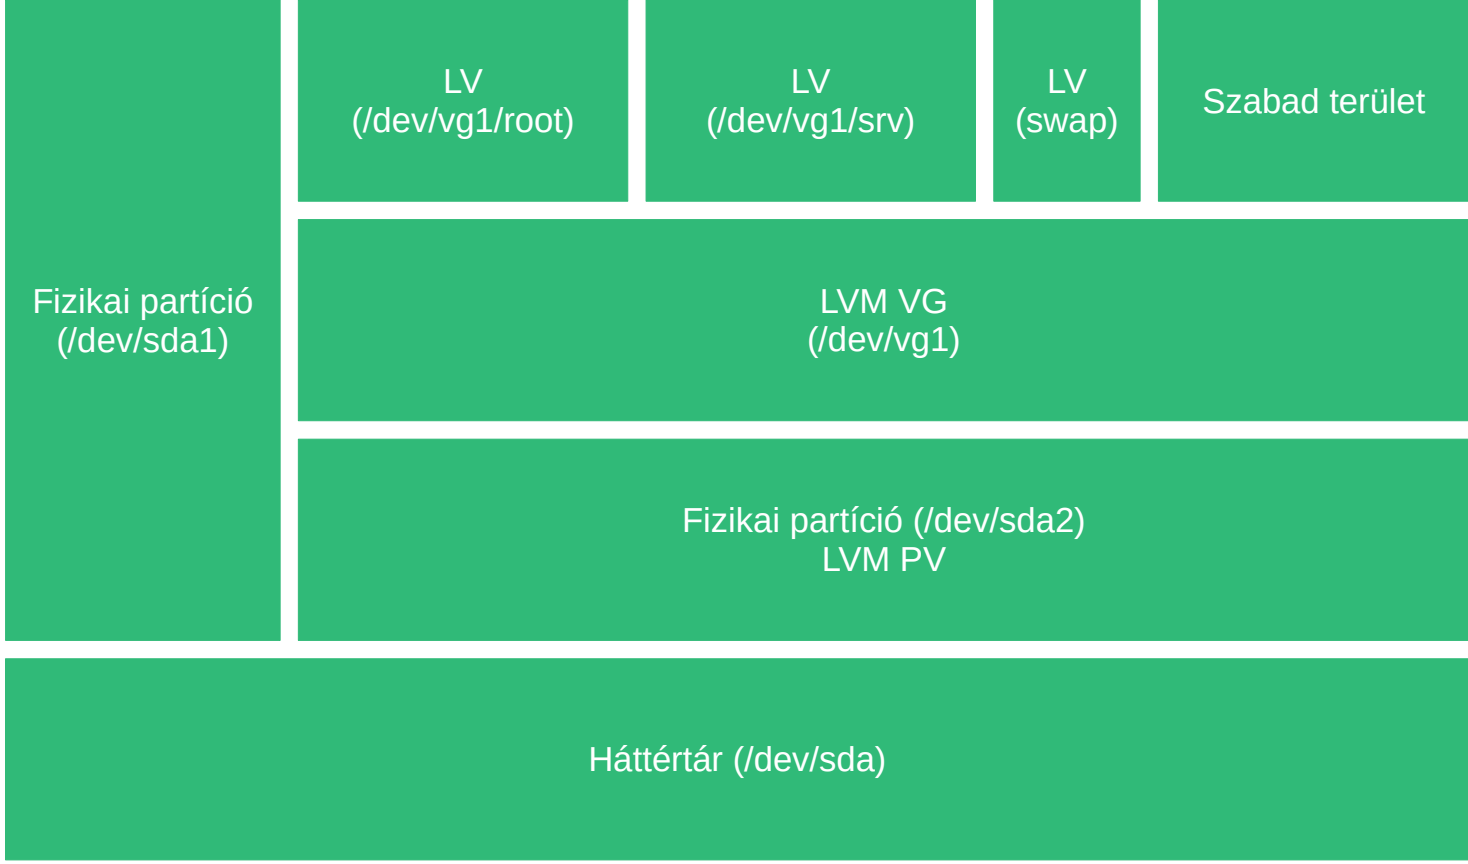 LV
(/dev/vg1/root)
LV
(/dev/vg1/srv)
LV
(swap)
Szabad terület
Fizikai partíció
(/dev/sda1)
LVM VG
(/dev/vg1)
Fizikai partíció (/dev/sda2)
LVM PV
Háttértár (/dev/sda)